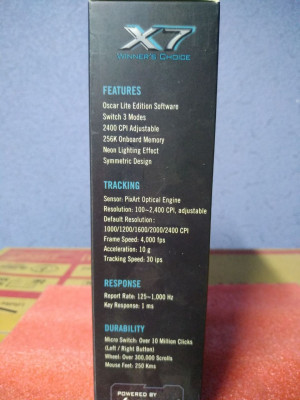 X7
WINNER'S CHOICE
FEATURES
Oscar Lite Edition Software
Switch 3 Modes
2400 CPI Adjustable
256K Onboard Memory
Neon Lighting Effect
Symmetric Design
TRACKING
Sensor: PixArt Optical Engine
Resolution: 100~2,400 CPI, adjustable
Default Resolution:
1000/1200/1600/2000/2400 CPI
Frame Speed: 4,000 fps
Acceleration: 10 g
Tracking Speed: 30 ips
RESPONSE
Report Rate: 125~1,000 Hz
Key Response: 1 ms
DURABILITY
Micro Switch: Over 10 Million Clicks
(Left / Right Button)
Wheel: Over 300,000 Scrolls
Mouse Feet: 250 Kms
POWERED BY